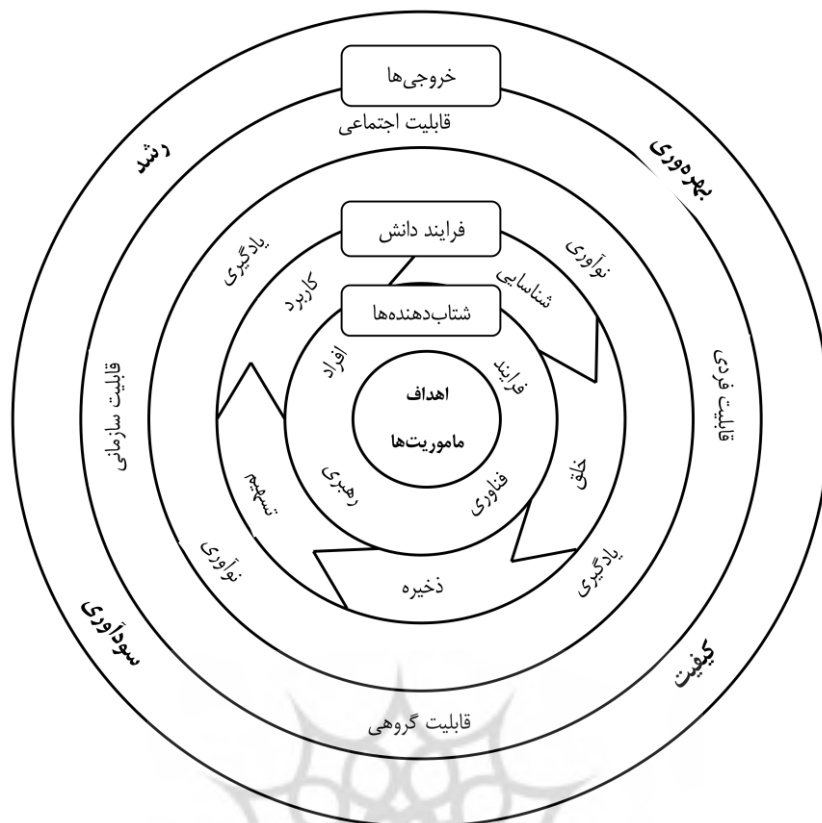 خروجی‌ها
قابلیت اجتماعی
رشد
بهره‌وری
فرایند دانش
یادگیری
نوآوری
کاربرد
شناسایی
شتاب‌دهنده‌ها
افراد
فرایند
اهداف
ماموریت‌ها
قابلیت سازمانی
قابلیت فردی
رهبری
فناوری
تسهیم
خلق
نوآوری
یادگیری
ذخیره
سودآوری
کیفیت
قابلیت گروهی